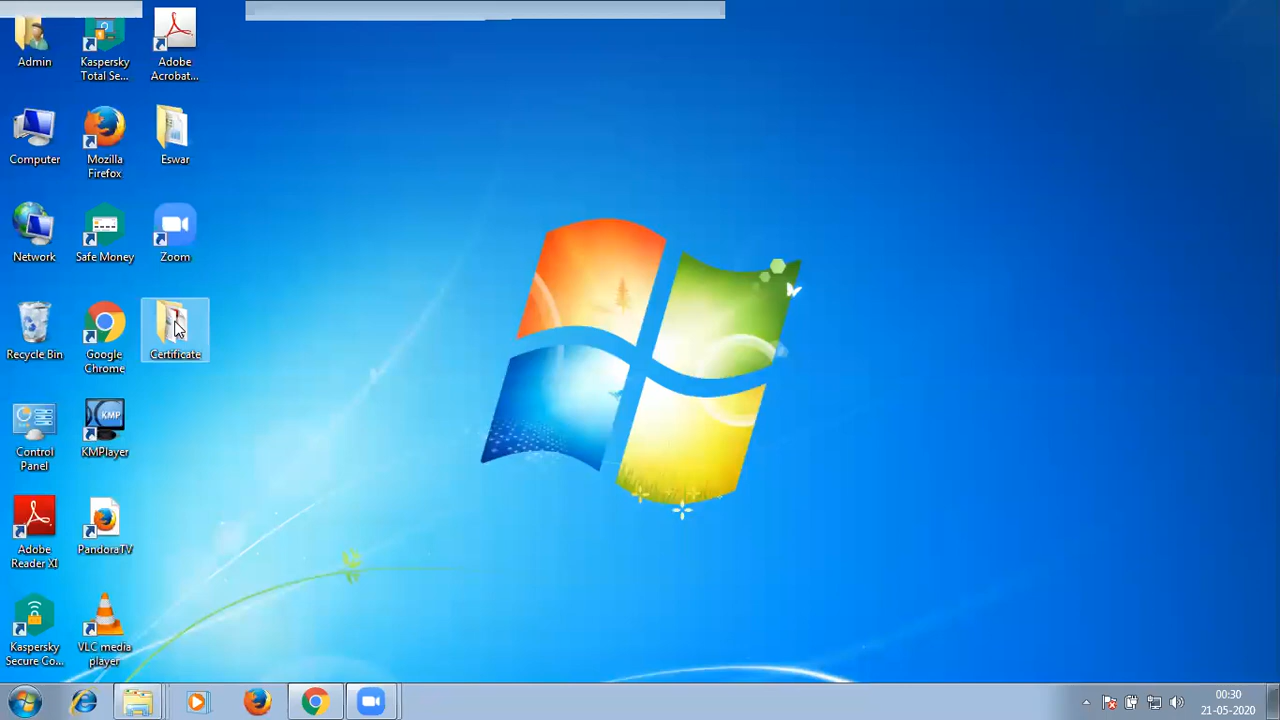 Admin
Kaspersky
Total Se...
Adobe
Acrobat...
Computer
Mozilla
Firefox
Eswar
Network
Safe Money
Zoom
Recycle Bin
Google
Chrome
Certificate
Control
Panel
KMP
KMPlayer
Adobe
Reader XI
PandoraTV
Kaspersky
Secure Co...
VLC media
player
00:30
21-05-2020